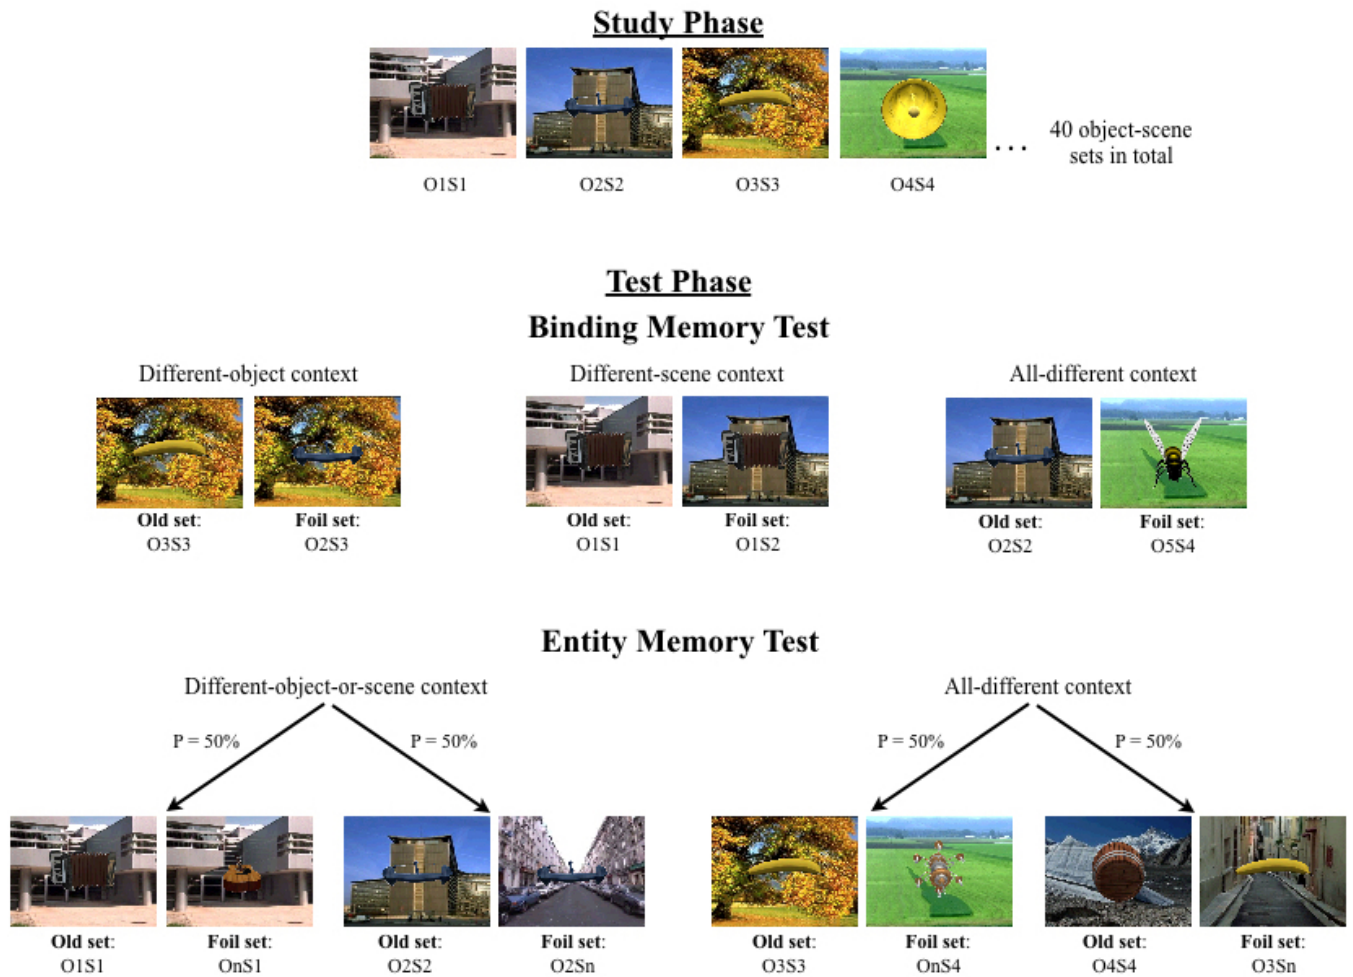 Study Phase
O1S1 O2S2 O3S3 O4S4
... 40 object-scene
sets in total
Test Phase
Binding Memory Test
Different-object context Different-scene context All-different context
Old set: Foil set: Old set: Foil set: Old set: Foil set:
O3S3 O2S3 O1S1 O1S2 O2S2 O5S4
Entity Memory Test
Different-object-or-scene context All-different context
P = 50% P = 50% P = 50% P = 50%
Old set: Foil set: Old set: Foil set: Old set: Foil set: Old set: Foil set:
O1S1 OnS1 O2S2 O2Sn O3S3 OnS4 O4S4 O3Sn